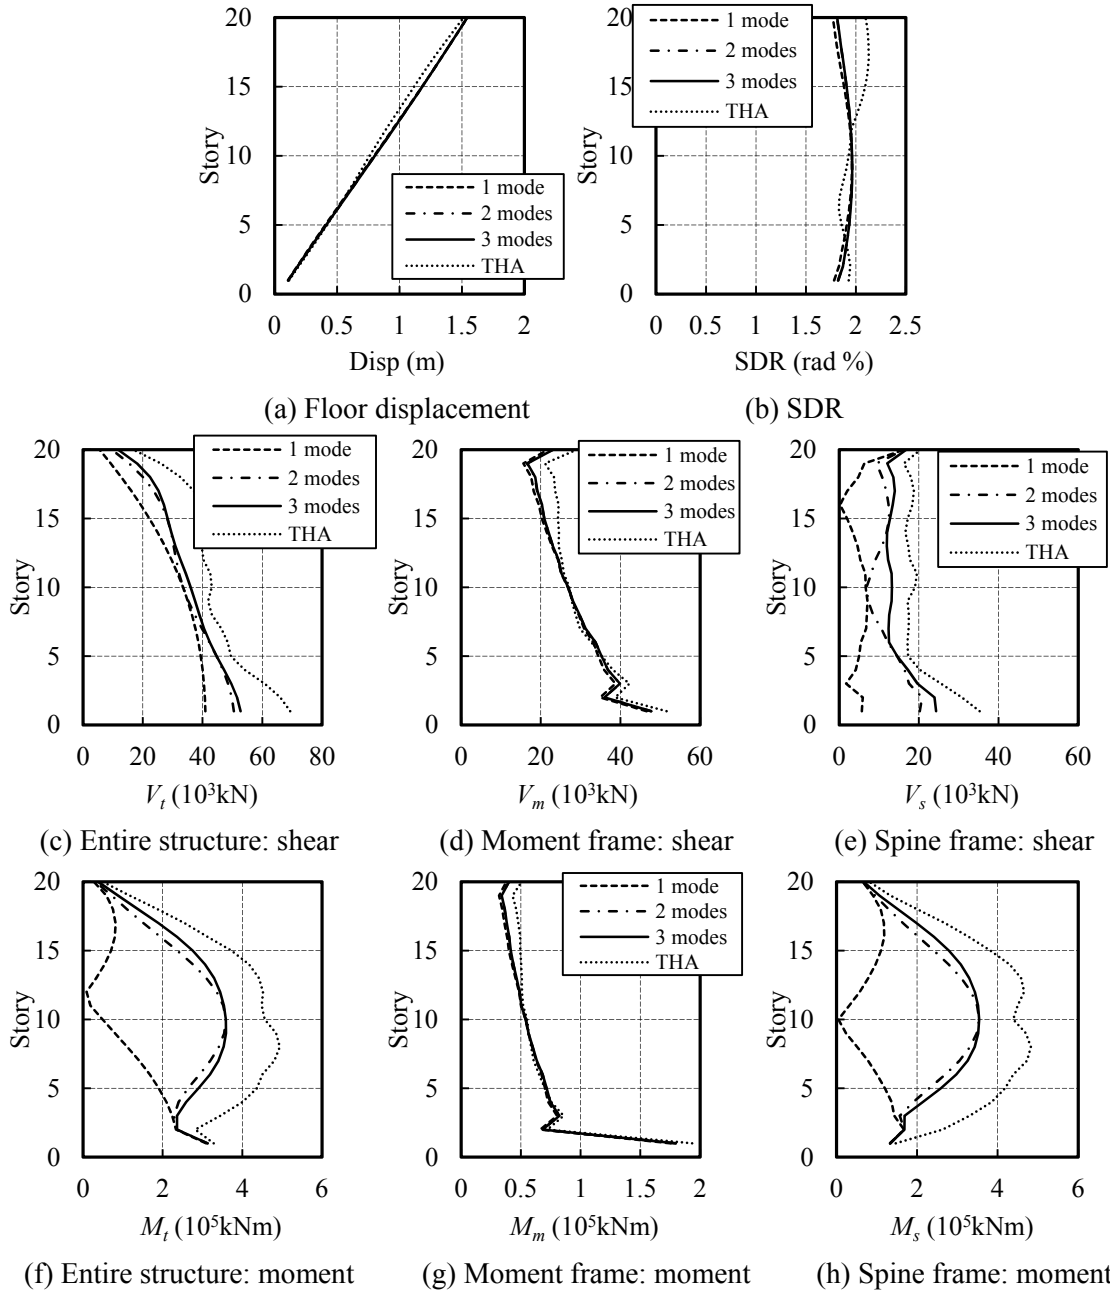 20
15
10
5
0
Story
1 mode
2 modes
3 modes
THA
0 0.5 1 1.5 2
Disp (m)
(a) Floor displacement
20
15
10
5
0
Story
1 mode
2 modes
3 modes
THA
0 0.5 1 1.5 2 2.5
SDR (rad %)
(b) SDR
20
15
10
5
0
Story
1 mode
2 modes
3 modes
THA
0 20 40 60 80
Vt (10³kN)
(c) Entire structure: shear
20
15
10
5
0
Story
1 mode
2 modes
3 modes
THA
0 20 40 60
Vm (10³kN)
(d) Moment frame: shear
20
15
10
5
0
Story
1 mode
2 modes
3 modes
THA
0 20 40 60
Vs (10³kN)
(e) Spine frame: shear
20
15
10
5
0
Story
0 2 4 6
Mt (10⁵kNm)
(f) Entire structure: moment
20
15
10
5
0
Story
1 mode
2 modes
3 modes
THA
0 0.5 1 1.5 2
Mm (10⁵kNm)
(g) Moment frame: moment
20
15
10
5
0
Story
0 2 4 6
Ms (10⁵kNm)
(h) Spine frame: moment